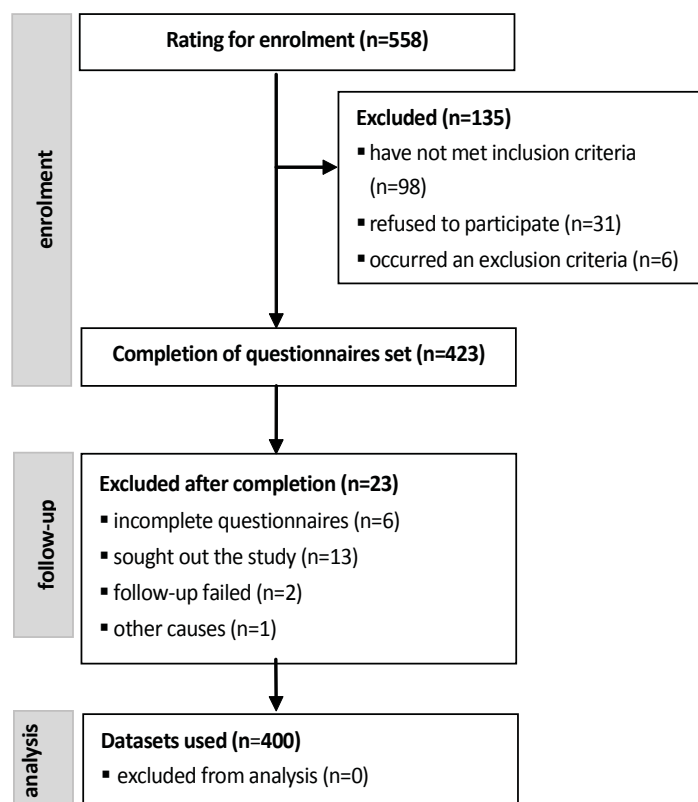 enrolment
Rating for enrolment (n=558)
Excluded (n=135)
▪ have not met inclusion criteria
(n=98)
▪ refused to participate (n=31)
▪ occurred an exclusion criteria (n=6)
Completion of questionnaires set (n=423)
follow-up
Excluded after completion (n=23)
▪ incomplete questionnaires (n=6)
▪ sought out the study (n=13)
▪ follow-up failed (n=2)
▪ other causes (n=1)
analysis
Datasets used (n=400)
▪ excluded from analysis (n=0)